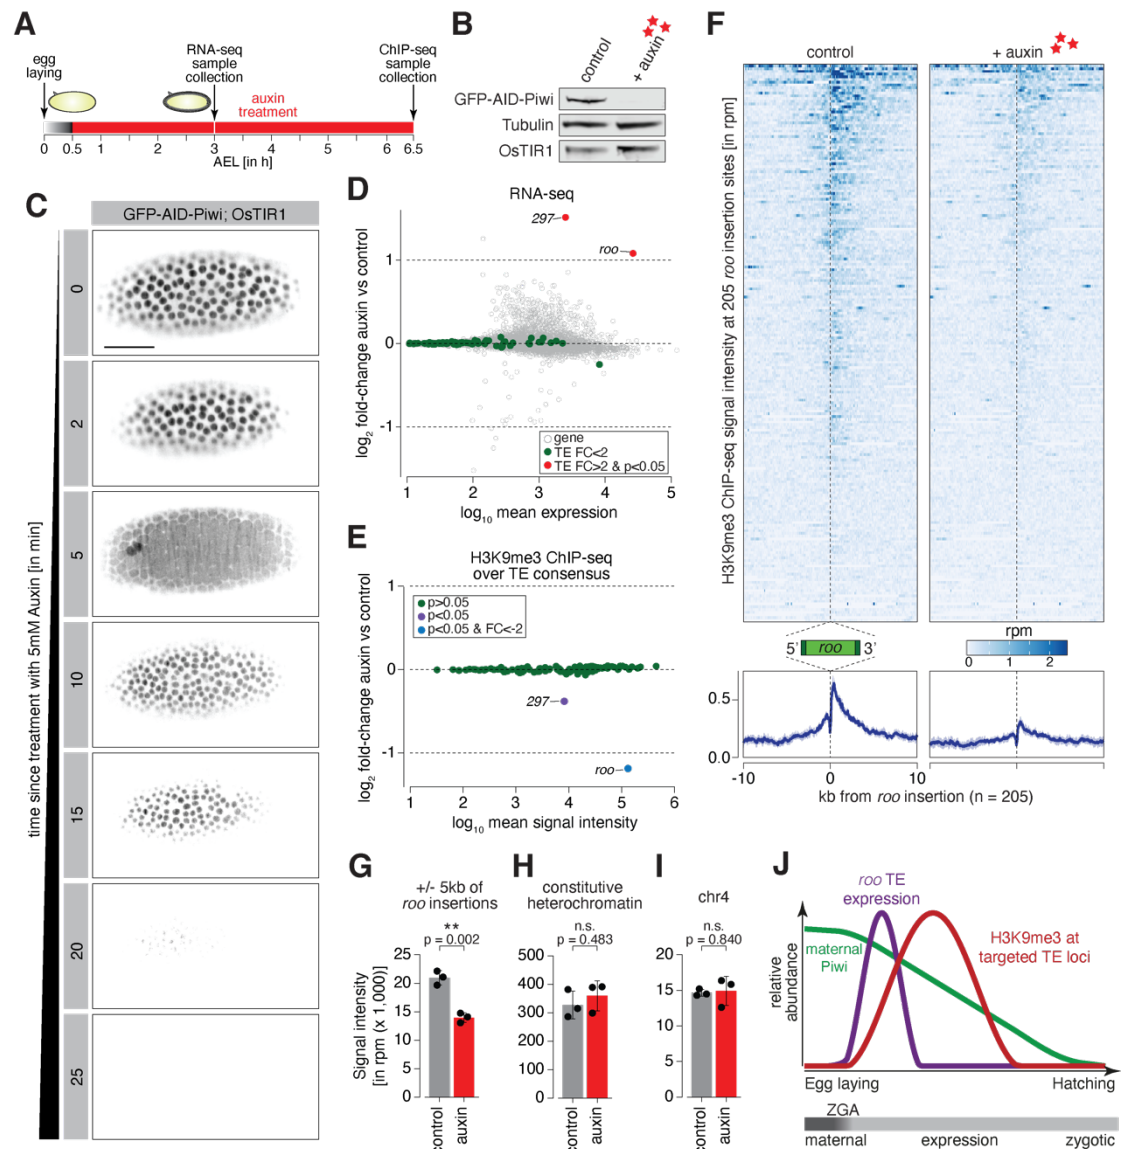 A
egg
laying
RNA-seq
sample
collection
ChIP-seq
sample
collection
auxin
treatment
0 0.5 1 2 3 4 5 6 6.5
AEL [in h]
B
control
+ auxin
GFP-AID-Piwi
Tubulin
OsTIR1
C
GFP-AID-Piwi; OsTIR1
time since treatment with 5mM Auxin [in min]
0
2
5
10
15
20
25
D
RNA-seq
log2 fold-change auxin vs control
297
roo
1
0
-1
gene
TE FC<2
TE FC>2 & p<0.05
1 2 3 4 5
log10 mean expression
E
H3K9me3 ChIP-seq
over TE consensus
log2 fold-change auxin vs control
1
0
-1
p>0.05
p<0.05
p<0.05 & FC<-2
297
roo
1 2 3 4 5 6
log10 mean signal intensity
F
control
+ auxin
H3K9me3 ChIP-seq signal intensity at 205 roo insertion sites [in rpm]
5' roo 3'
rpm
0 1 2
0.5
0.0
-10 0 10
kb from roo insertion (n = 205)
G
+/- 5kb of
roo insertions
**
p = 0.002
Signal intensity
[in rpm (x 1,000)]
25
20
15
10
5
0
control
auxin
H
constitutive
heterochromatin
n.s.
p = 0.483
500
400
300
200
100
0
control
auxin
I
chr4
n.s.
p = 0.840
20
15
10
5
0
control
auxin
J
roo TE
expression
maternal
Piwi
H3K9me3 at
targeted TE loci
relative
abundance
Egg laying
Hatching
ZGA
maternal
expression
zygotic